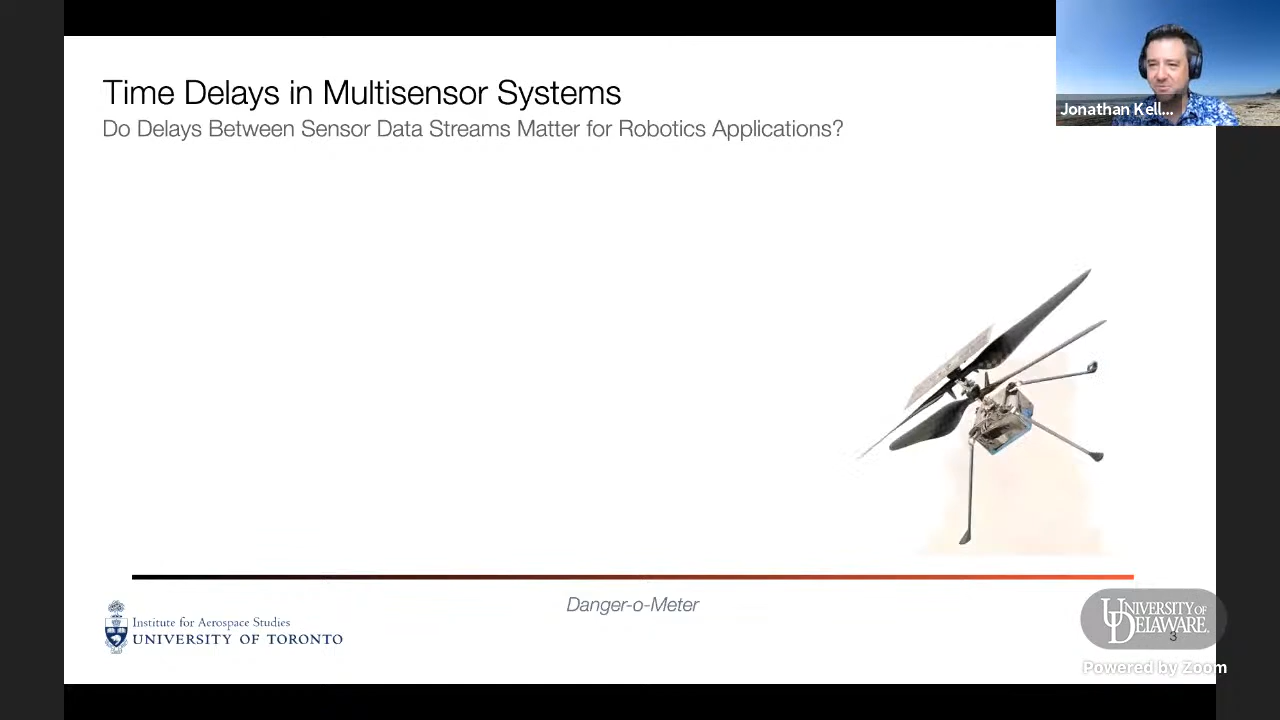 Time Delays in Multisensor Systems
Do Delays Between Sensor Data Streams Matter for Robotics Applications?
Jonathan Kell...
Danger-o-Meter
Institute for Aerospace Studies
UNIVERSITY OF TORONTO
UNIVERSITY OF
DELAWARE.
3
Powered by Zoom